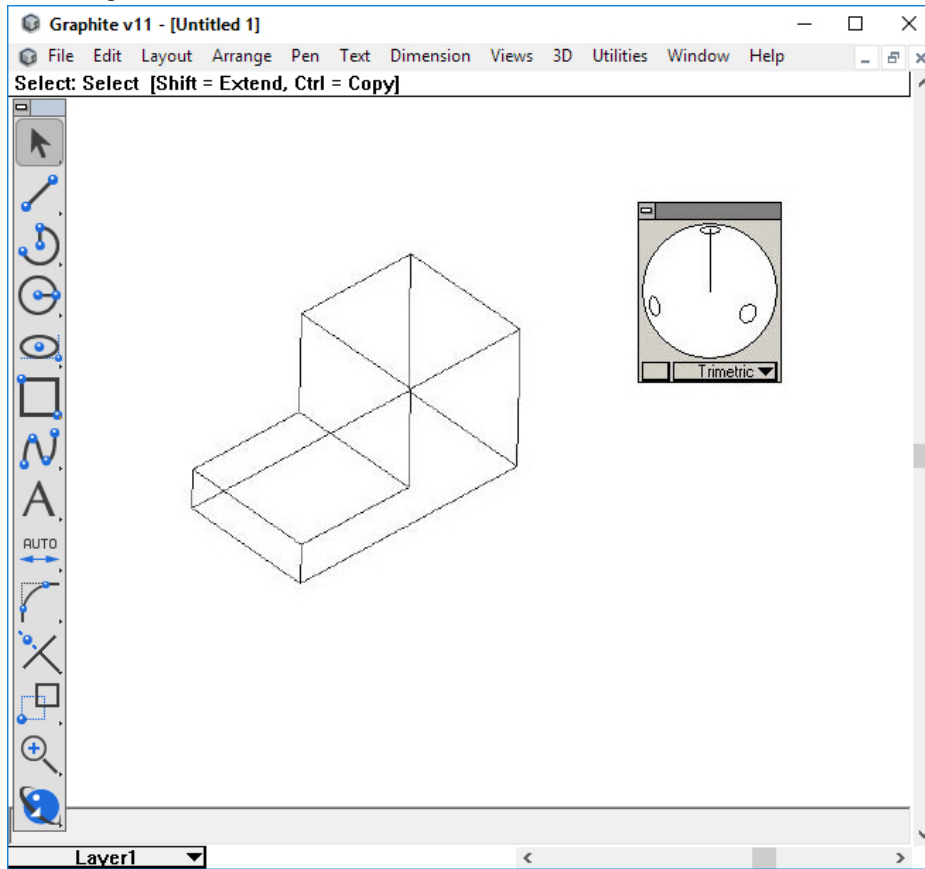 Graphite v11 - [Untitled 1]
File Edit Layout Arrange Pen Text Dimension Views 3D Utilities Window Help
Select: Select [Shift = Extend, Ctrl = Copy]
A
AUTO
Trimetric
Layer1